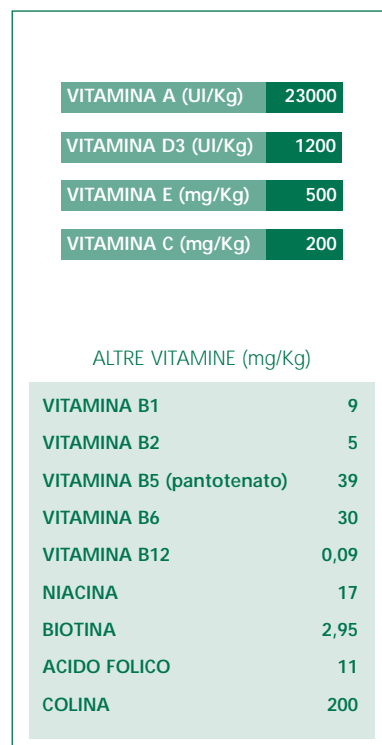 VITAMINA A (UI/Kg) 23000
VITAMINA D3 (UI/Kg) 1200
VITAMINA E (mg/Kg) 500
VITAMINA C (mg/Kg) 200
ALTRE VITAMINE (mg/Kg)
VITAMINA B1 9
VITAMINA B2 5
VITAMINA B5 (pantotenato) 39
VITAMINA B6 30
VITAMINA B12 0,09
NIACINA 17
BIOTINA 2,95
ACIDO FOLICO 11
COLINA 200